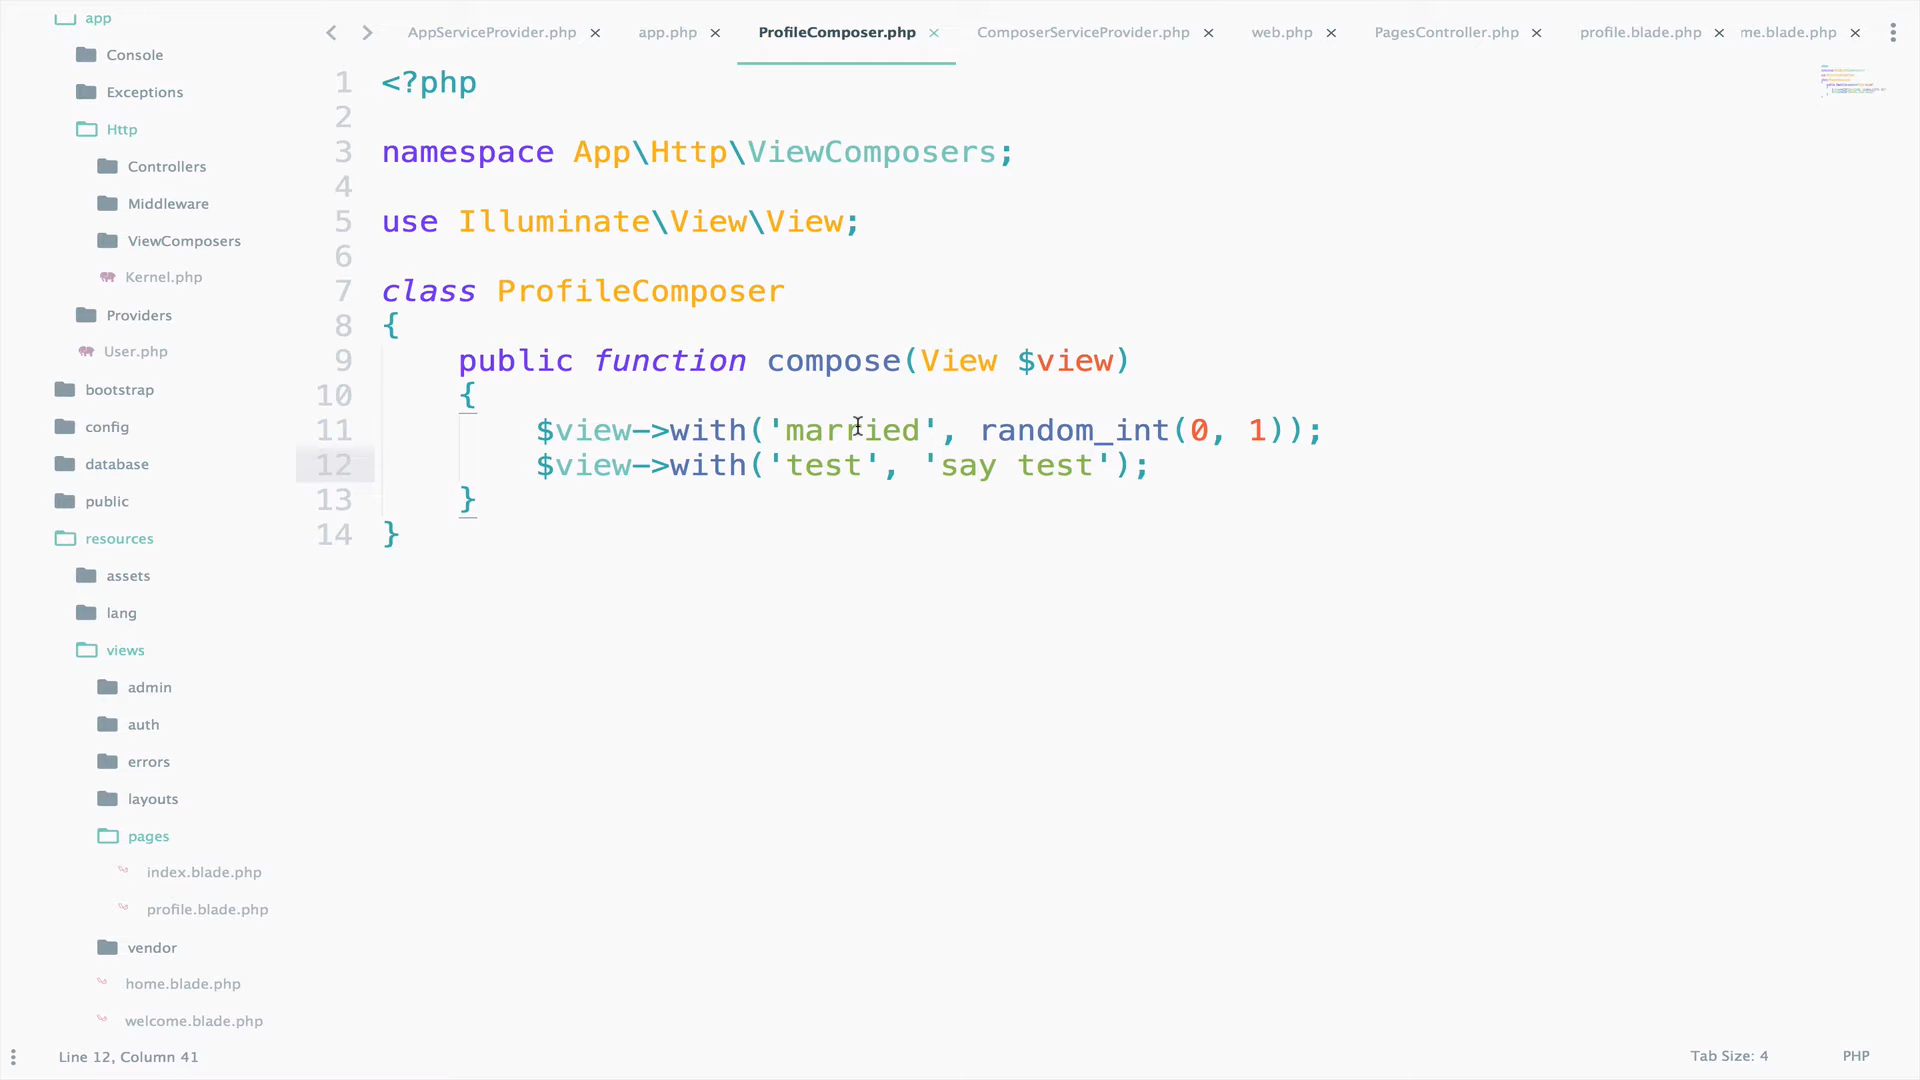 app
Console
Exceptions
Http
Controllers
Middleware
ViewComposers
Kernel.php
Providers
User.php
bootstrap
config
database
public
resources
assets
lang
views
admin
auth
errors
layouts
pages
index.blade.php
profile.blade.php
vendor
home.blade.php
welcome.blade.php
AppServiceProvider.php × app.php × ProfileComposer.php × ComposerServiceProvider.php × web.php × PagesController.php × profile.blade.php × me.blade.php ×
1 <?php
2
3 namespace App\Http\ViewComposers;
4
5 use Illuminate\View\View;
6
7 class ProfileComposer
8 {
9 public function compose(View $view)
10 {
11 $view->with('married', random_int(0, 1));
12 $view->with('test', 'say test');
13 }
14 }
Line 12, Column 41
Tab Size: 4 PHP